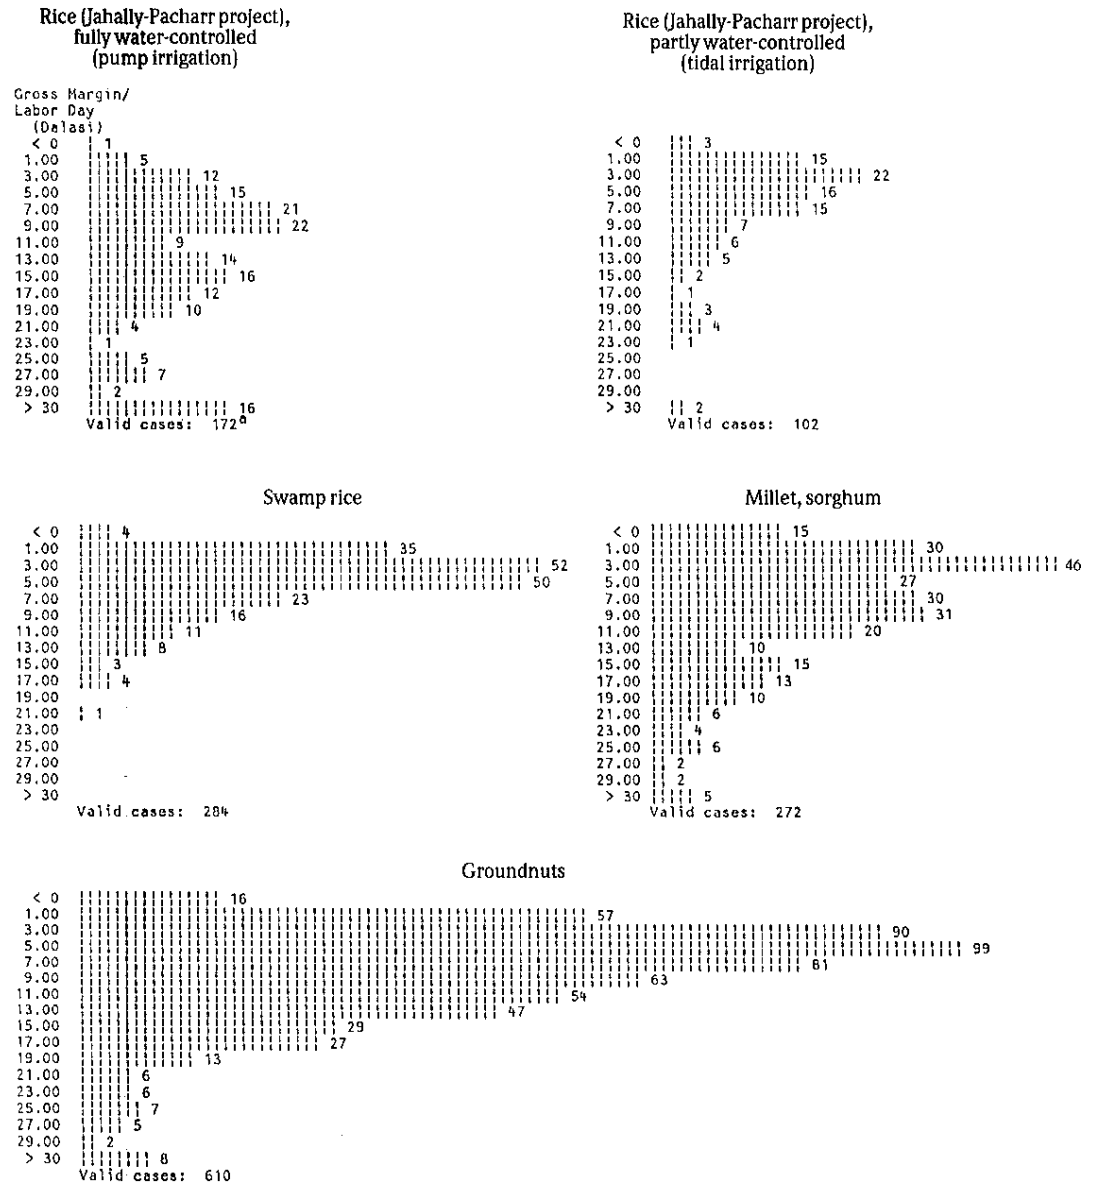 Rice (Jahally-Pacharr project),
fully water-controlled
(pump irrigation)
Gross Margin/
Labor Day
(Dalasi)
< 0 1
1.00 5
3.00 12
5.00 15
7.00 21
9.00 22
11.00 9
13.00 14
15.00 16
17.00 12
19.00 10
21.00 4
23.00 1
25.00 5
27.00 7
29.00 2
> 30 16
Valid cases: 172a
Rice (Jahally-Pacharr project),
partly water-controlled
(tidal irrigation)
< 0 3
1.00 15
3.00 22
5.00 16
7.00 15
9.00 7
11.00 6
13.00 5
15.00 2
17.00 1
19.00 3
21.00 4
23.00 1
25.00
27.00
29.00
> 30 2
Valid cases: 102
Swamp rice
< 0 4
1.00 35
3.00 52
5.00 50
7.00 23
9.00 16
11.00 11
13.00 8
15.00 3
17.00 4
19.00
21.00 1
23.00
25.00
27.00
29.00
> 30
Valid cases: 284
Millet, sorghum
< 0 15
1.00 30
3.00 46
5.00 27
7.00 30
9.00 31
11.00 20
13.00 10
15.00 15
17.00 13
19.00 10
21.00 6
23.00 4
25.00 6
27.00 2
29.00 2
> 30 5
Valid cases: 272
Groundnuts
< 0 16
1.00 57
3.00 90
5.00 99
7.00 81
9.00 63
11.00 54
13.00 47
15.00 29
17.00 27
19.00 13
21.00 6
23.00 6
25.00 7
27.00 5
29.00 2
> 30 8
Valid cases: 610